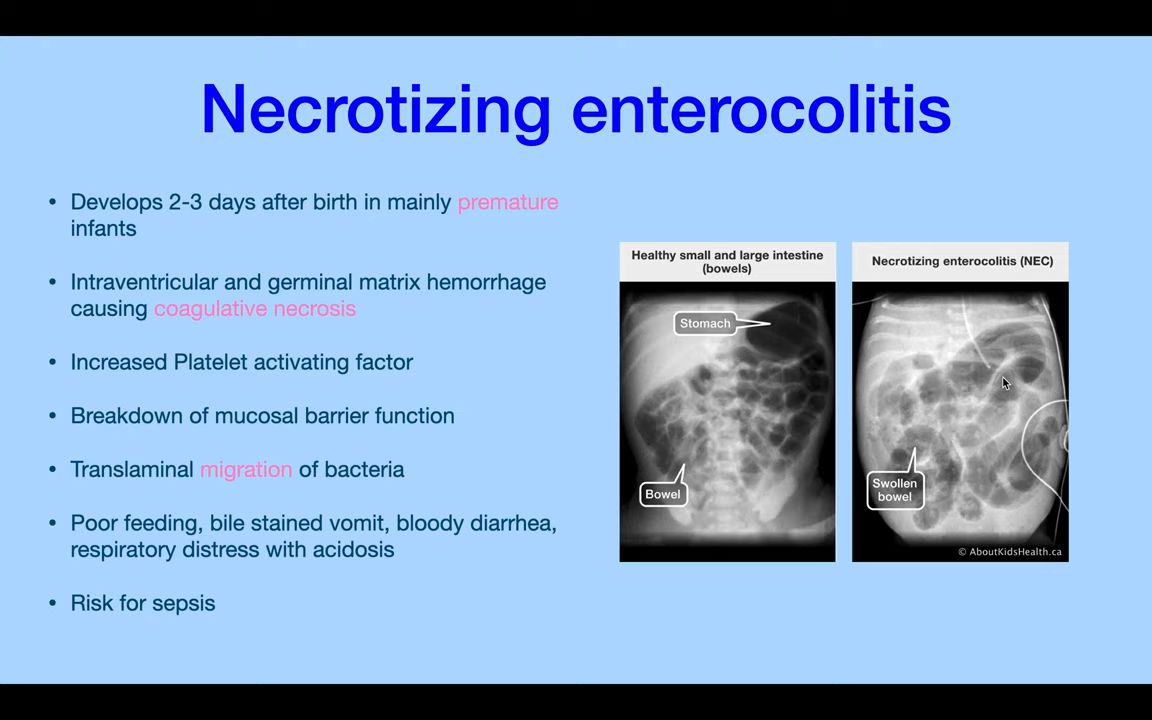 Necrotizing enterocolitis
• Develops 2-3 days after birth in mainly premature
infants
• Intraventricular and germinal matrix hemorrhage
causing coagulative necrosis
• Increased Platelet activating factor
• Breakdown of mucosal barrier function
• Translaminal migration of bacteria
• Poor feeding, bile stained vomit, bloody diarrhea,
respiratory distress with acidosis
• Risk for sepsis
Healthy small and large intestine
(bowels)
Stomach
Bowel
Necrotizing enterocolitis (NEC)
Swollen
bowel
© AboutKidsHealth.ca